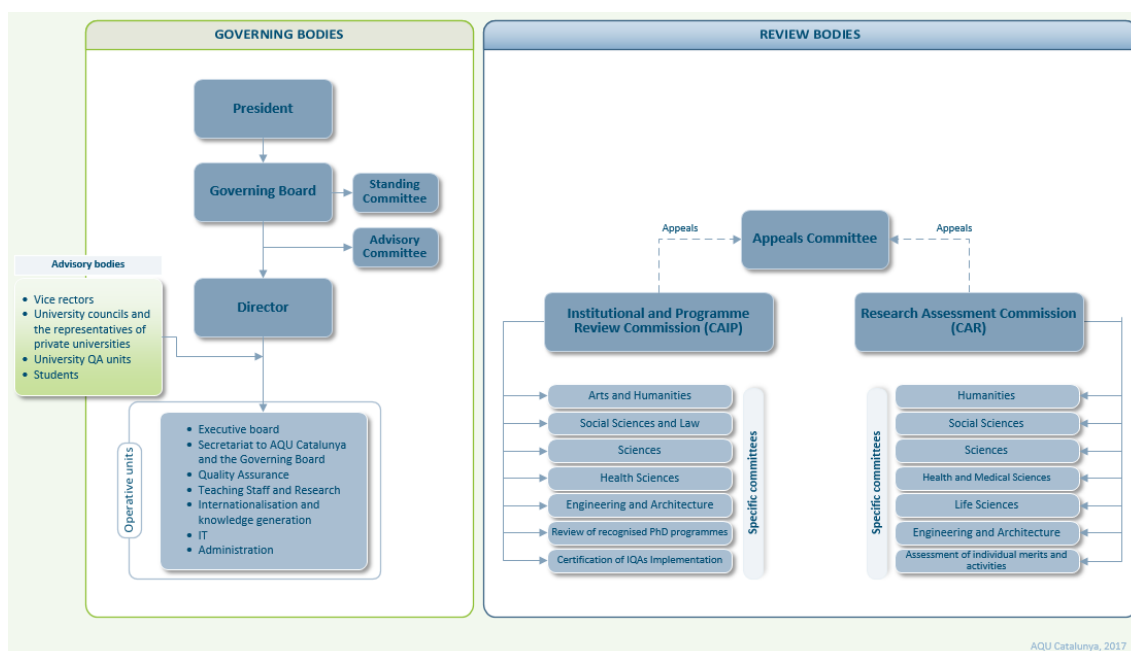 GOVERNING BODIES
President
Governing Board
Standing
Committee
Advisory
Committee
Director
Advisory bodies
• Vice rectors
• University councils and
the representatives of
private universities
• University QA units
• Students
Operative units
• Executive board
• Secretariat to AQU Catalunya
and the Governing Board
• Quality Assurance
• Teaching Staff and Research
• Internationalisation and
knowledge generation
• IT
• Administration
REVIEW BODIES
Appeals
Appeals Committee
Appeals
Institutional and Programme
Review Commission (CAIP)
Arts and Humanities
Social Sciences and Law
Sciences
Health Sciences
Engineering and Architecture
Review of recognised PhD programmes
Certification of IQAs Implementation
Specific committees
Research Assessment Commission
(CAR)
Specific committees
Humanities
Social Sciences
Sciences
Health and Medical Sciences
Life Sciences
Engineering and Architecture
Assessment of individual merits and
activities
AQU Catalunya, 2017